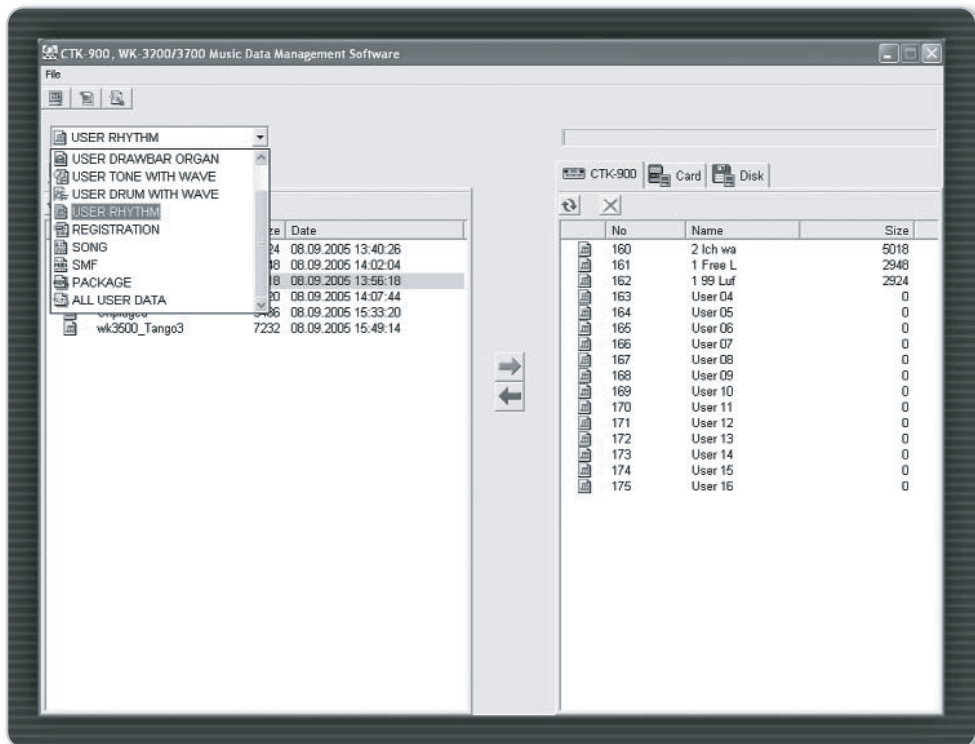 CTK-900, WK-3200/3700 Music Data Management Software
File
USER RHYTHM
USER DRAWBAR ORGAN
USER TONE WITH WAVE
USER DRUM WITH WAVE
USER RHYTHM
REGISTRATION
SONG
SMF
PACKAGE
ALL USER DATA
Date
08.09.2005 13:40:26
08.09.2005 14:02:04
08.09.2005 13:56:18
08.09.2005 14:07:44
08.09.2005 15:33:20
wk3500_Tango3 7232 08.09.2005 15:49:14
CTK-900 Card Disk
No Name Size
160 2 Ich wa 5018
161 1 Free L 2948
162 1 99 Luf 2924
163 User 04 0
164 User 05 0
165 User 06 0
166 User 07 0
167 User 08 0
168 User 09 0
169 User 10 0
170 User 11 0
171 User 12 0
172 User 13 0
173 User 14 0
174 User 15 0
175 User 16 0